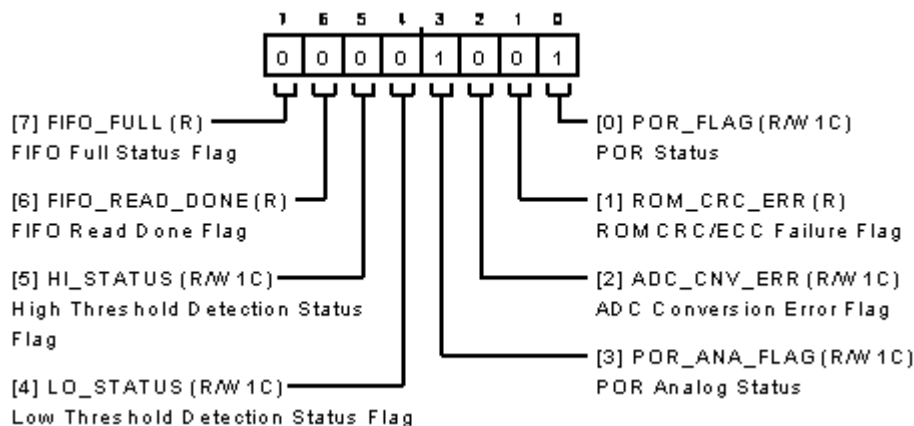 7 6 5 4 3 2 1 0
0 0 0 0 1 0 0 1
[7] FIFO_FULL (R)
FIFO Full Status Flag
[6] FIFO_READ_DONE (R)
FIFO Read Done Flag
[5] HI_STATUS (R/W1C)
High Threshold Detection Status
Flag
[4] LO_STATUS (R/W1C)
Low Threshold Detection Status Flag
[0] POR_FLAG (R/W1C)
POR Status
[1] ROM_CRC_ERR (R)
ROM CRC/ECC Failure Flag
[2] ADC_CNV_ERR (R/W1C)
ADC Conversion Error Flag
[3] POR_ANA_FLAG (R/W1C)
POR Analog Status